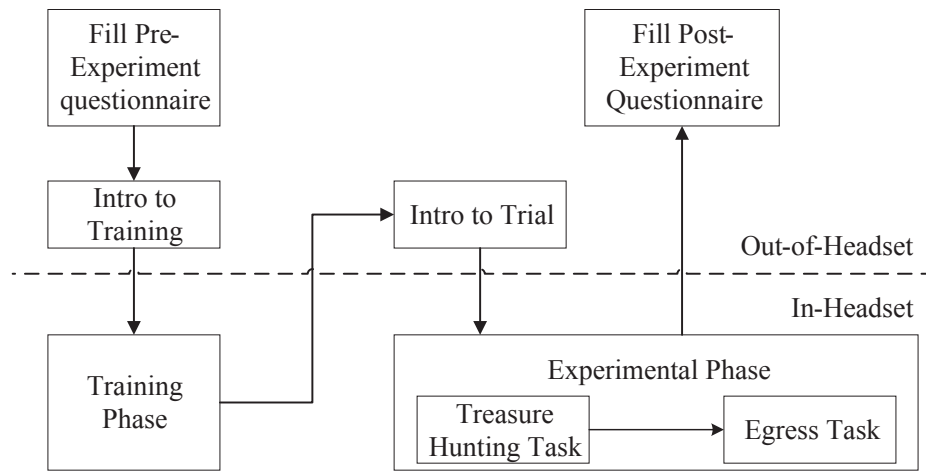 Fill Pre-
Experiment
questionnaire
Fill Post-
Experiment
Questionnaire
Intro to
Training
Intro to Trial
Out-of-Headset
In-Headset
Training
Phase
Experimental Phase
Treasure
Hunting Task
Egress Task